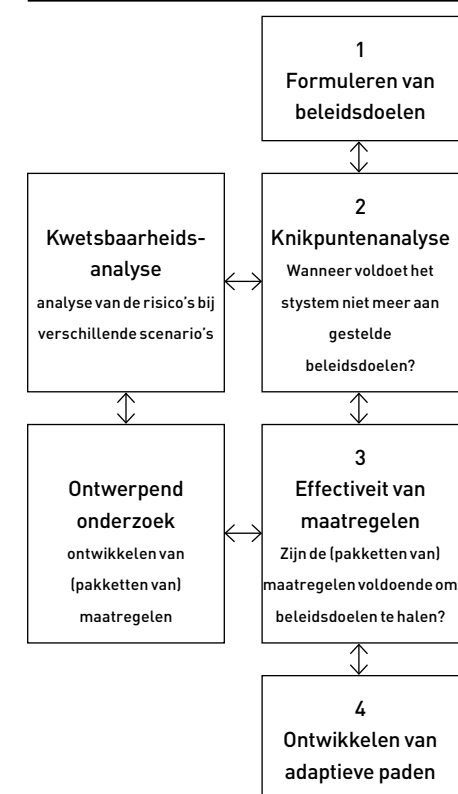 1
Formuleren van
beleidsdoelen
Kwetsbaarheids-
analyse
analyse van de risico's bij
verschillende scenario's
2
Knikpuntenanalyse
Wanneer voldoet het
stystem niet meer aan
gestelde
beleidsdoelen?
Ontwerpend
onderzoek
ontwikkelen van
(pakketten van)
maatregelen
3
Effectiveit van
maatregelen
Zijn de (pakketten van)
maatregelen voldoende om
beleidsdoelen te halen?
4
Ontwikkelen van
adaptieve paden